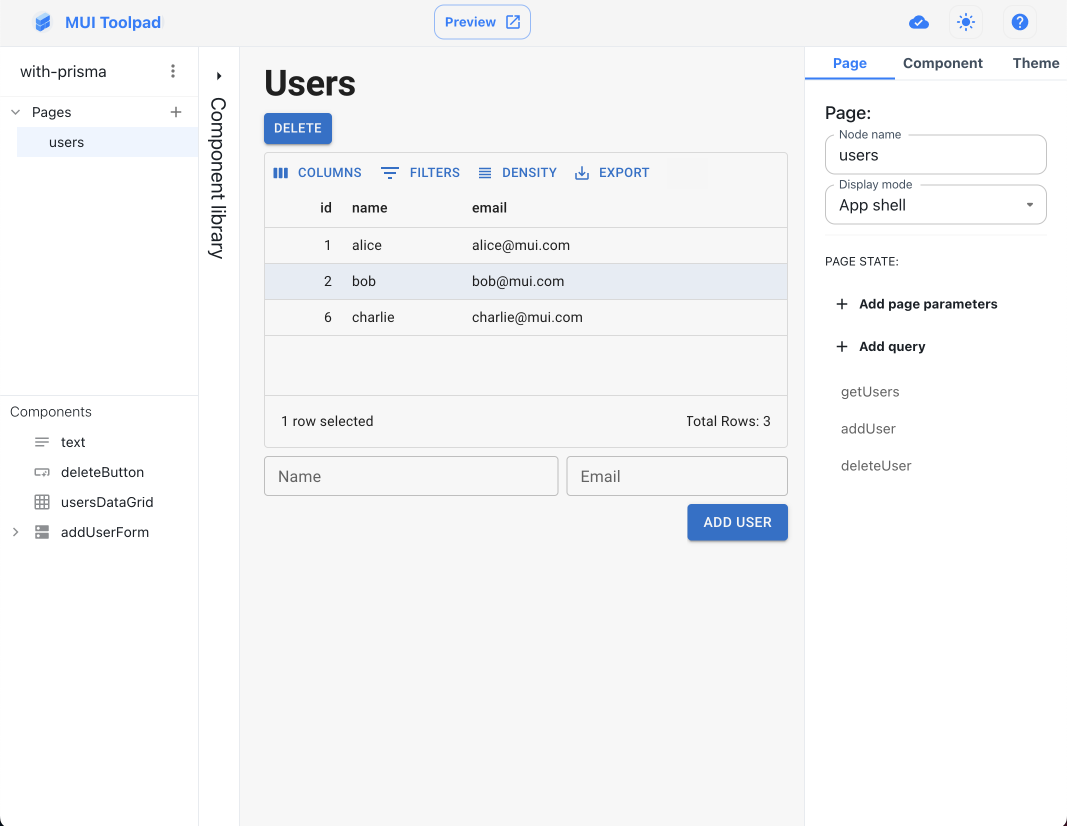 MUI Toolpad
Preview
with-prisma
Pages
users
Component library
Components
text
deleteButton
usersDataGrid
addUserForm
Users
DELETE
COLUMNS FILTERS DENSITY EXPORT
id name email
1 alice alice@mui.com
2 bob bob@mui.com
6 charlie charlie@mui.com
1 row selected Total Rows: 3
Name Email
ADD USER
Page Component Theme
Page:
Node name
users
Display mode
App shell
PAGE STATE:
Add page parameters
Add query
getUsers
addUser
deleteUser